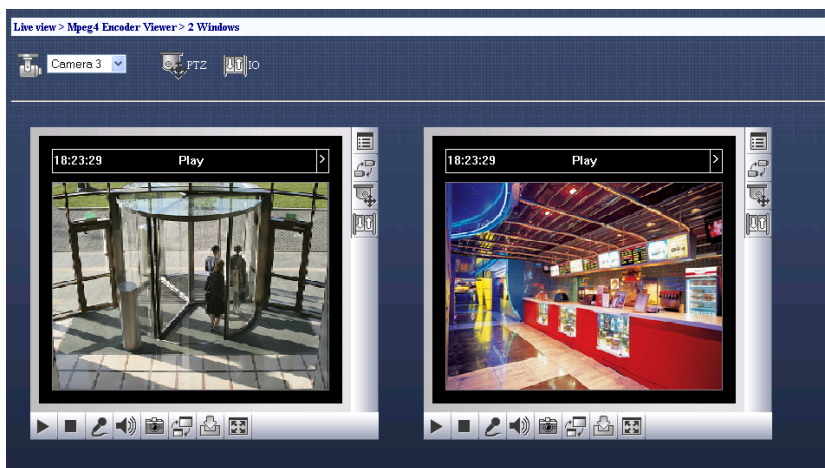 Live view > Mpeg4 Encoder Viewer > 2 Windows
Camera 3
PTZ
IO
18:23:29 Play >
18:23:29 Play >